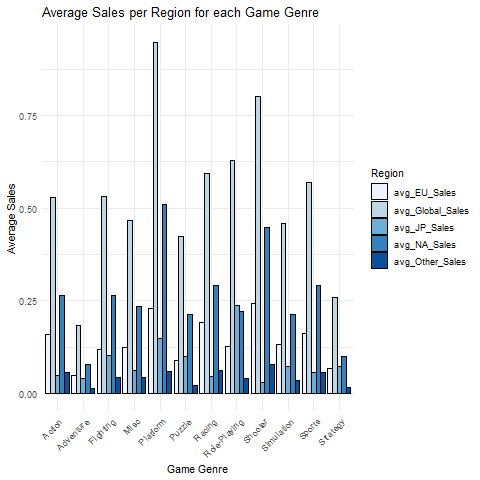 Average Sales per Region for each Game Genre
Average Sales
0.75
0.50
0.25
0.00
Action
Adventure
Fighting
Misc
Platform
Puzzle
Racing
Role-Playing
Shooter
Simulation
Sports
Strategy
Game Genre
Region
avg_EU_Sales
avg_Global_Sales
avg_JP_Sales
avg_NA_Sales
avg_Other_Sales